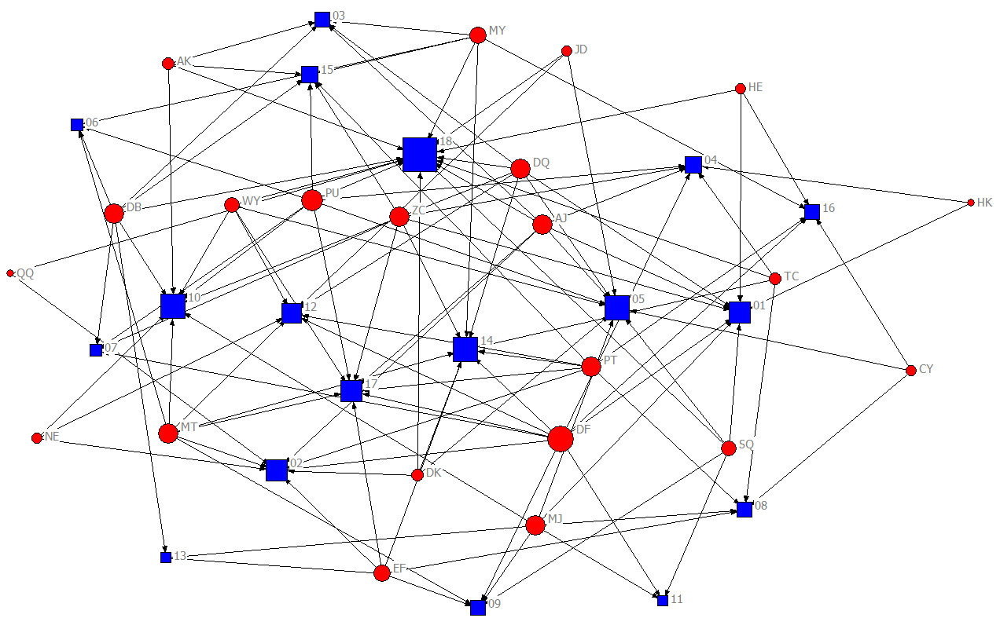 03
MY
JD
AK
15
HE
06
18
DQ
04
DB
WY
PU
ZC
AJ
16
HK
QQ
TC
10
12
05
01
07
14
PT
CY
17
NE
MT
DF
SQ
02
DK
08
MJ
13
EF
09
11